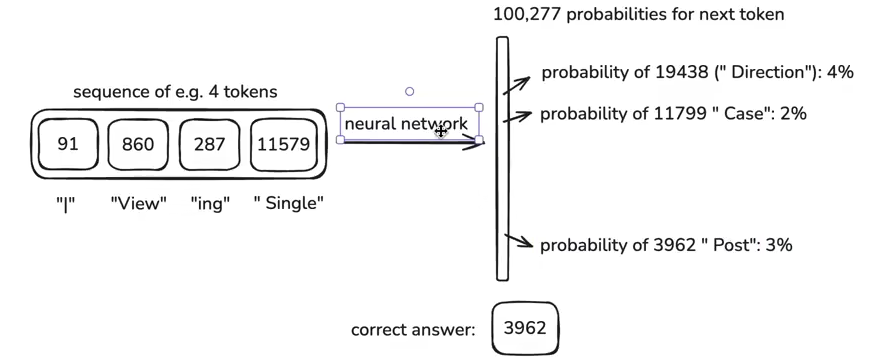 100,277 probabilities for next token
probability of 19438 (" Direction"): 4%
sequence of e.g. 4 tokens
probability of 11799 " Case": 2%
neural network
91 860 287 11579
"|" "View" "ing" " Single"
probability of 3962 " Post": 3%
correct answer: 3962